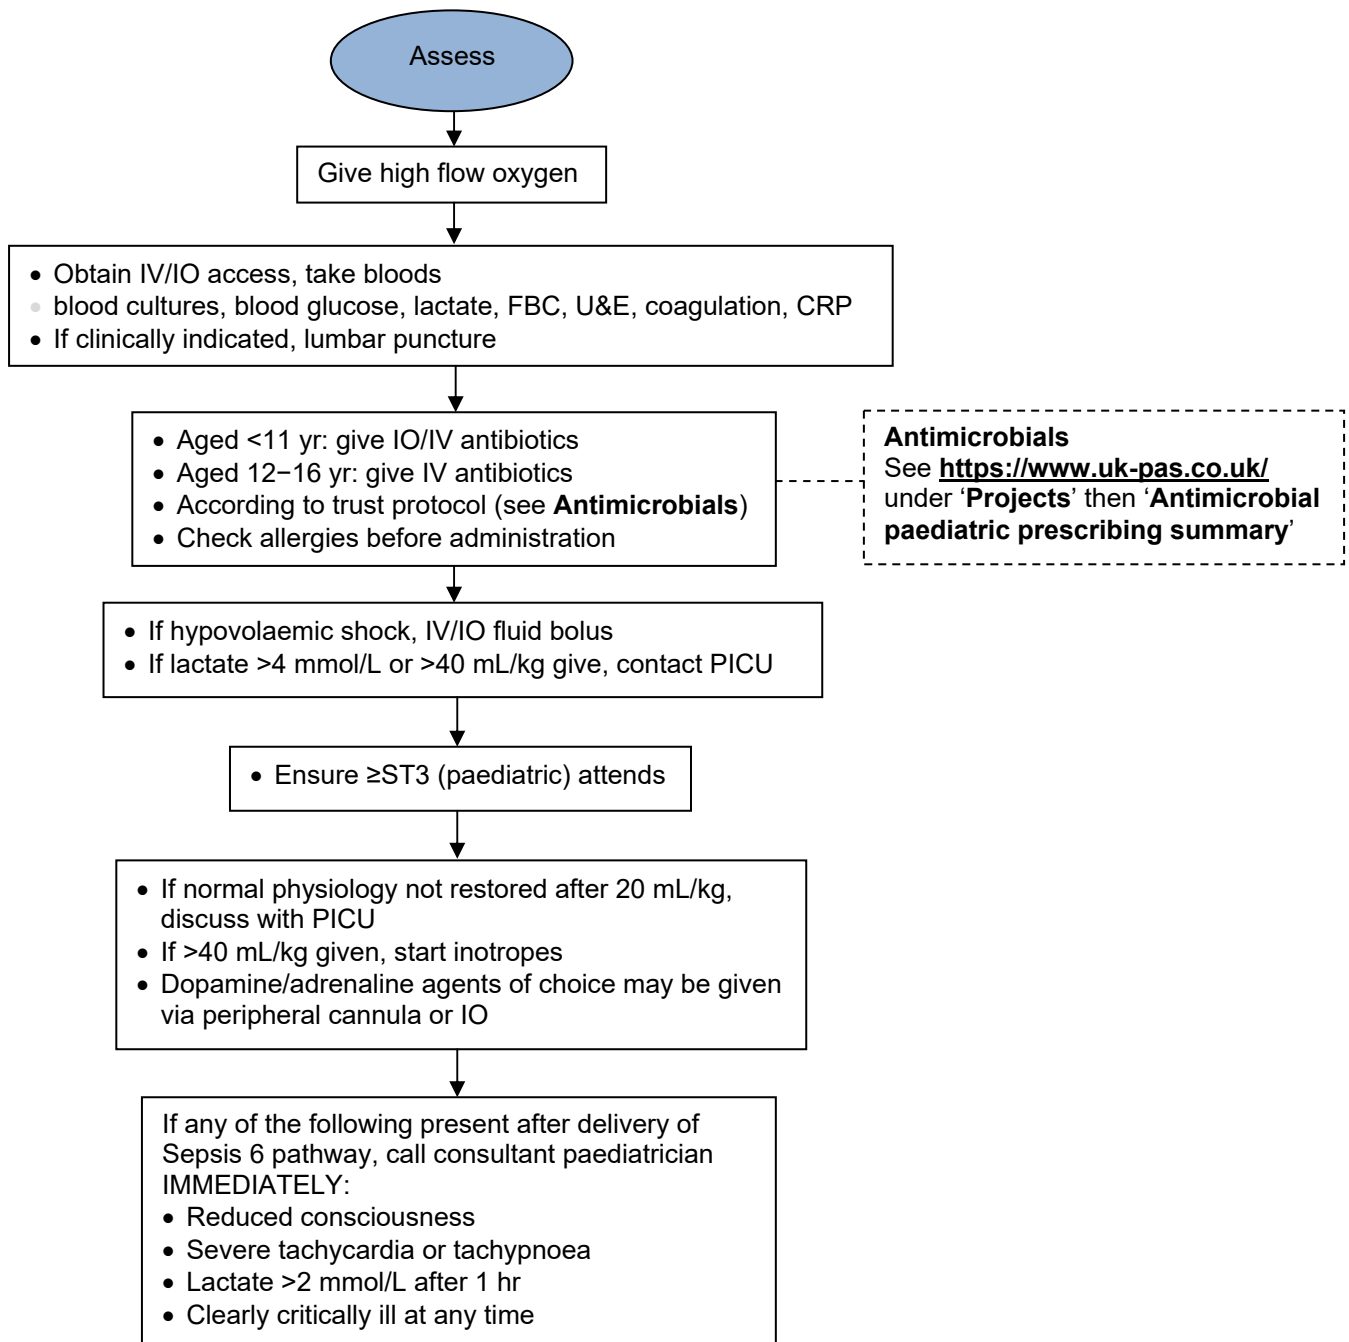 Assess
Give high flow oxygen
• Obtain IV/IO access, take bloods
• blood cultures, blood glucose, lactate, FBC, U&E, coagulation, CRP
• If clinically indicated, lumbar puncture
• Aged <11 yr: give IO/IV antibiotics
• Aged 12−16 yr: give IV antibiotics
• According to trust protocol (see Antimicrobials)
• Check allergies before administration
Antimicrobials
See https://www.uk-pas.co.uk/
under ‘Projects’ then ‘Antimicrobial
paediatric prescribing summary’
• If hypovolaemic shock, IV/IO fluid bolus
• If lactate >4 mmol/L or >40 mL/kg give, contact PICU
• Ensure ≥ST3 (paediatric) attends
• If normal physiology not restored after 20 mL/kg,
discuss with PICU
• If >40 mL/kg given, start inotropes
• Dopamine/adrenaline agents of choice may be given
via peripheral cannula or IO
If any of the following present after delivery of
Sepsis 6 pathway, call consultant paediatrician
IMMEDIATELY:
• Reduced consciousness
• Severe tachycardia or tachypnoea
• Lactate >2 mmol/L after 1 hr
• Clearly critically ill at any time